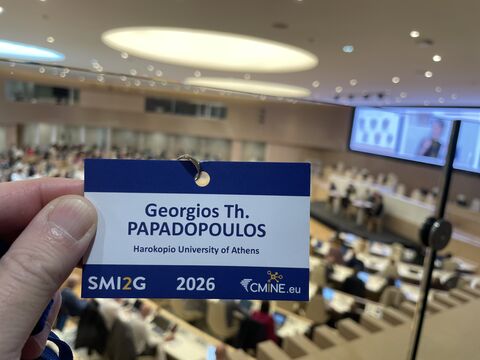 Georgios Th.
PAPADOPOULOS
Harokopio University of Athens
SMI2G 2026 CMINE.eu